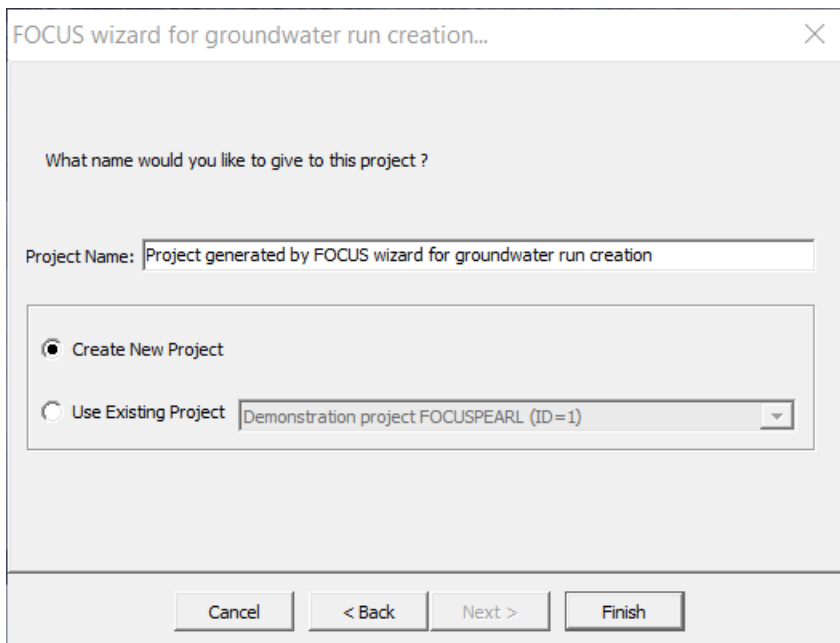 FOCUS wizard for groundwater run creation...
What name would you like to give to this project ?
Project Name: Project generated by FOCUS wizard for groundwater run creation
Create New Project
Use Existing Project Demonstration project FOCUSPEARL (ID=1)
Cancel < Back Next > Finish